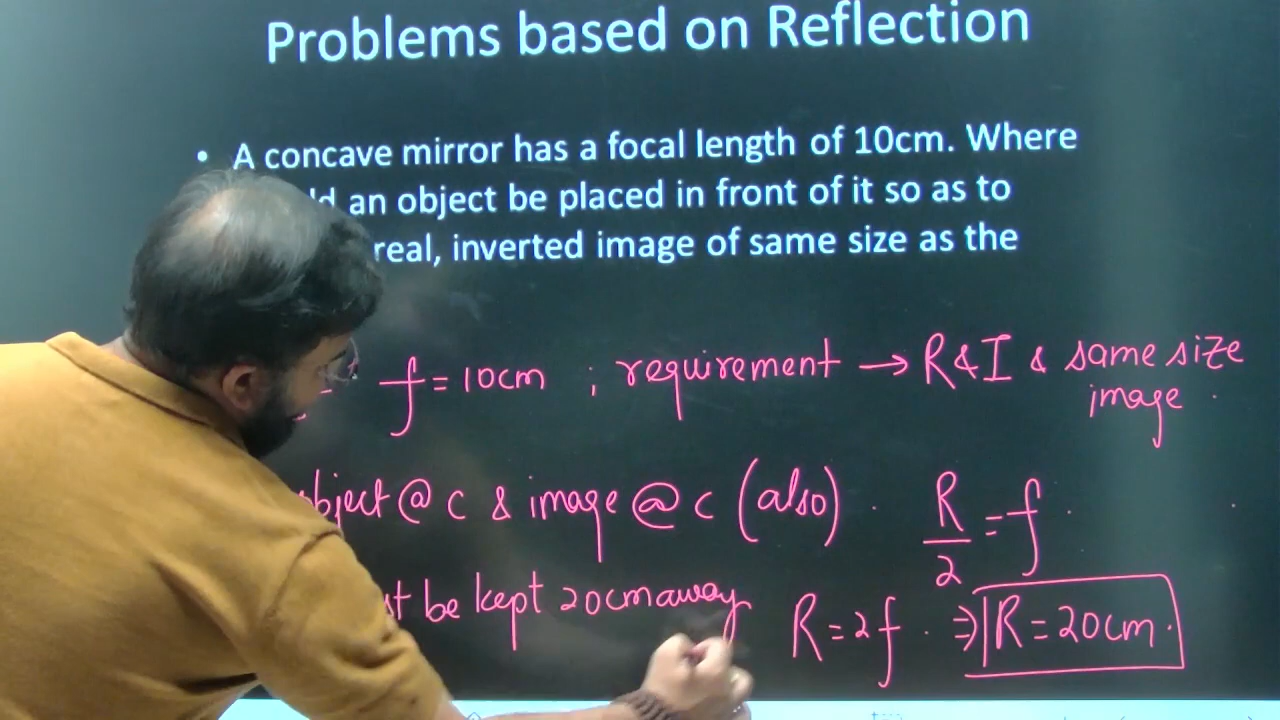 Problems based on Reflection
• A concave mirror has a focal length of 10cm. Where
an object be placed in front of it so as to
real, inverted image of same size as the
f = 10cm ; requirement → R & I & same size
image .
object @ c & image @ c (also) . R/2 = f .
be kept 20cm away R = 2f . ⇒ R = 20cm .